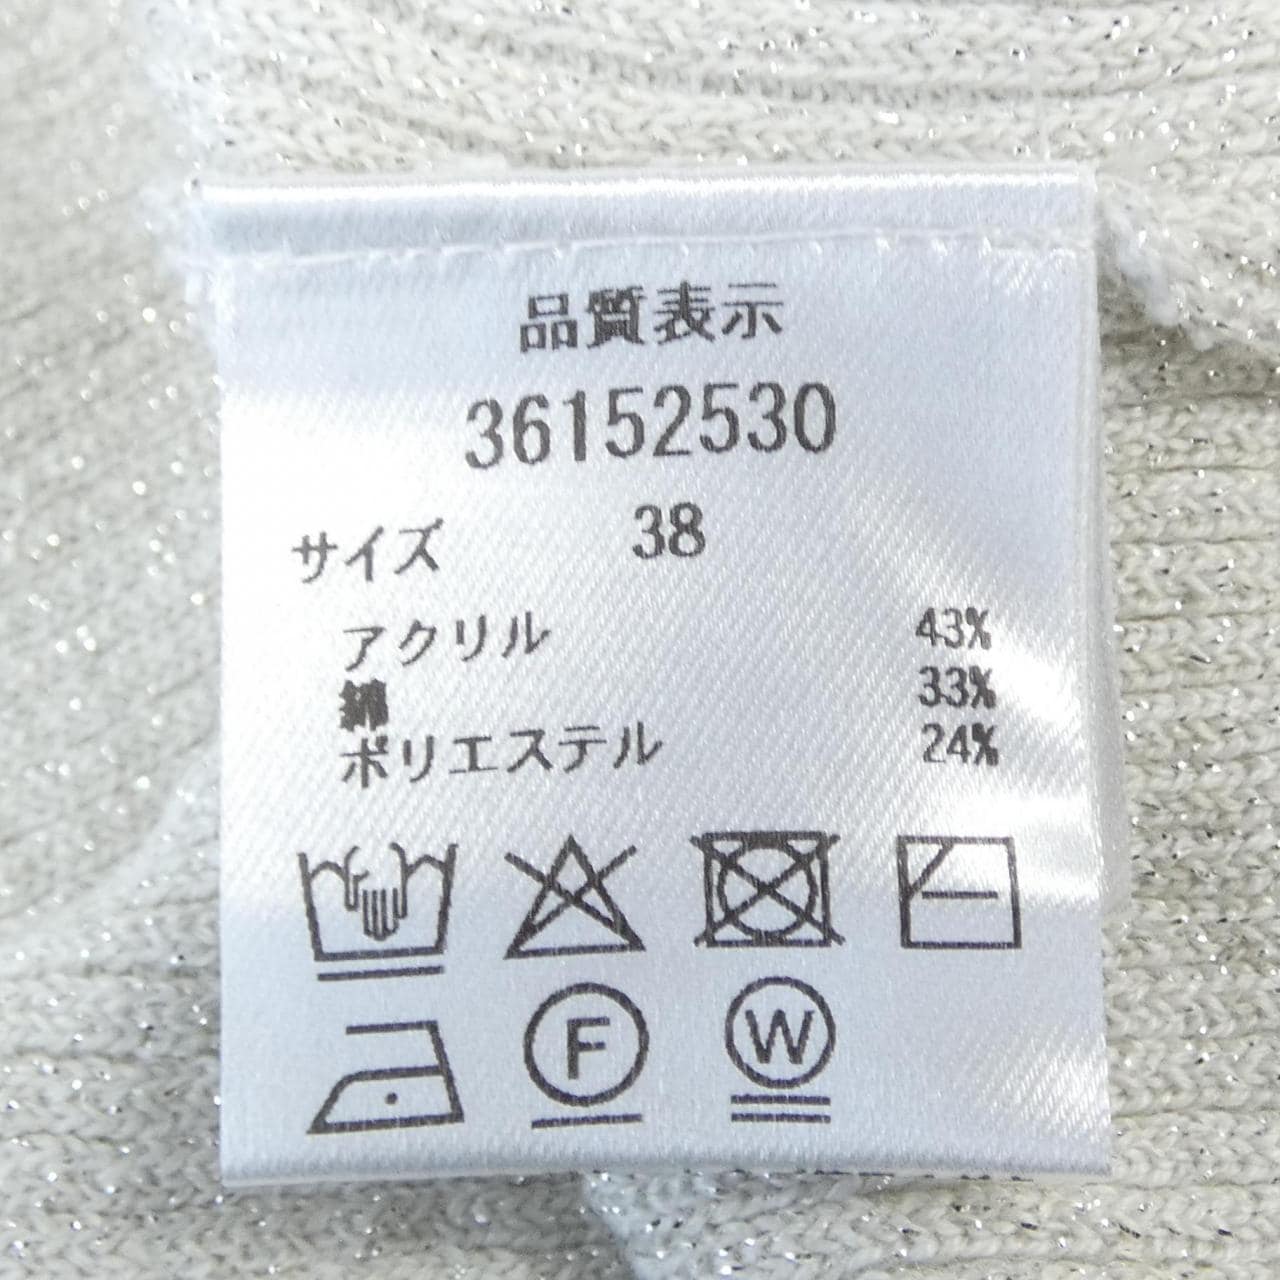 品質表示
36152530
サイズ 38
アクリル 43%
綿 33%
ポリエステル 24%
F W